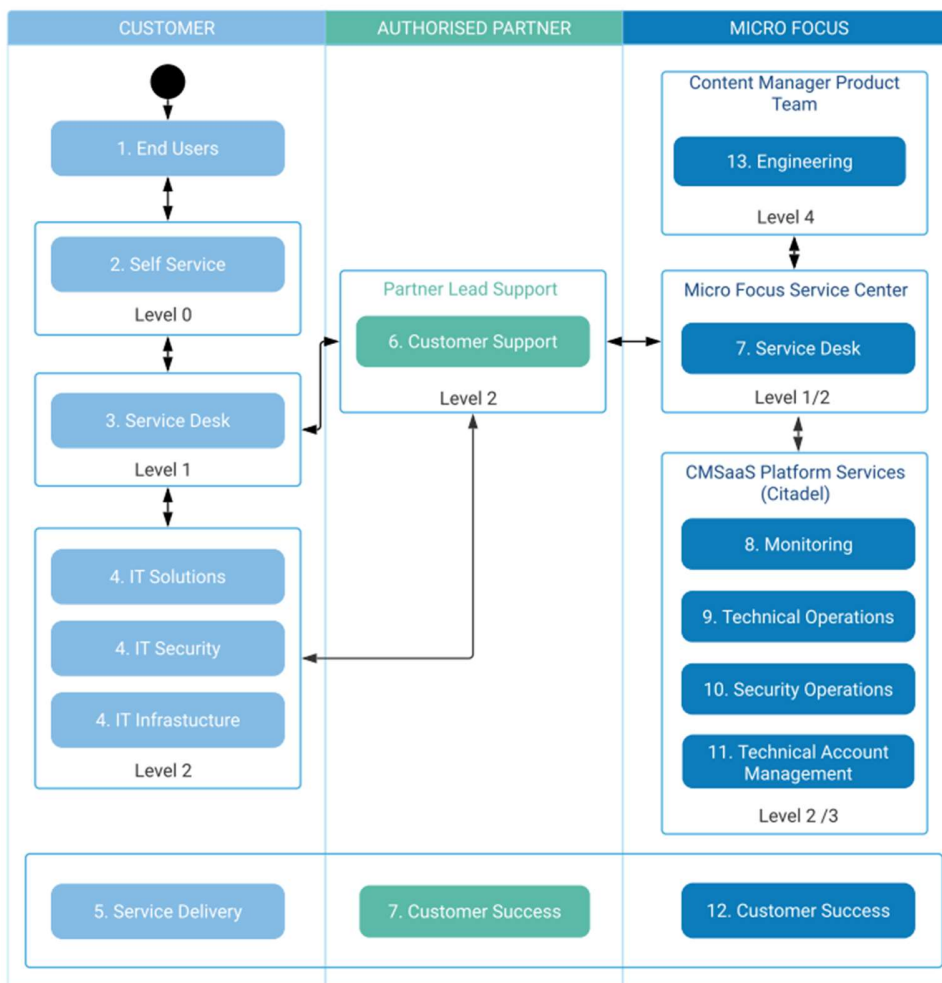 CUSTOMER
AUTHORISED PARTNER
MICRO FOCUS
1. End Users
2. Self Service
Level 0
3. Service Desk
Level 1
4. IT Solutions
4. IT Security
4. IT Infrastucture
Level 2
Partner Lead Support
6. Customer Support
Level 2
Content Manager Product
Team
13. Engineering
Level 4
Micro Focus Service Center
7. Service Desk
Level 1/2
CMSaaS Platform Services
(Citadel)
8. Monitoring
9. Technical Operations
10. Security Operations
11. Technical Account
Management
Level 2 /3
5. Service Delivery
7. Customer Success
12. Customer Success